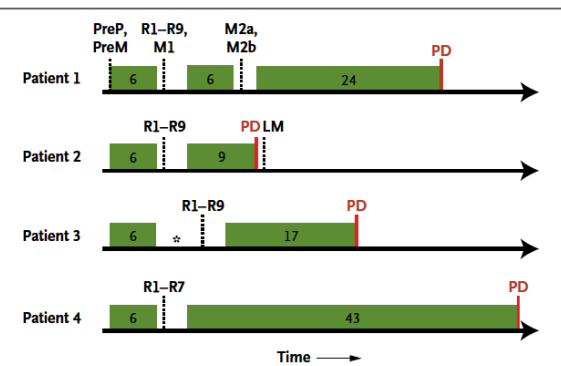 PreP, R1–R9, M2a,
PreM M1 M2b PD
Patient 1 6 6 24
R1–R9 PD LM
Patient 2 6 9
R1–R9 PD
Patient 3 6 * 17
R1–R7 PD
Patient 4 6 43
Time